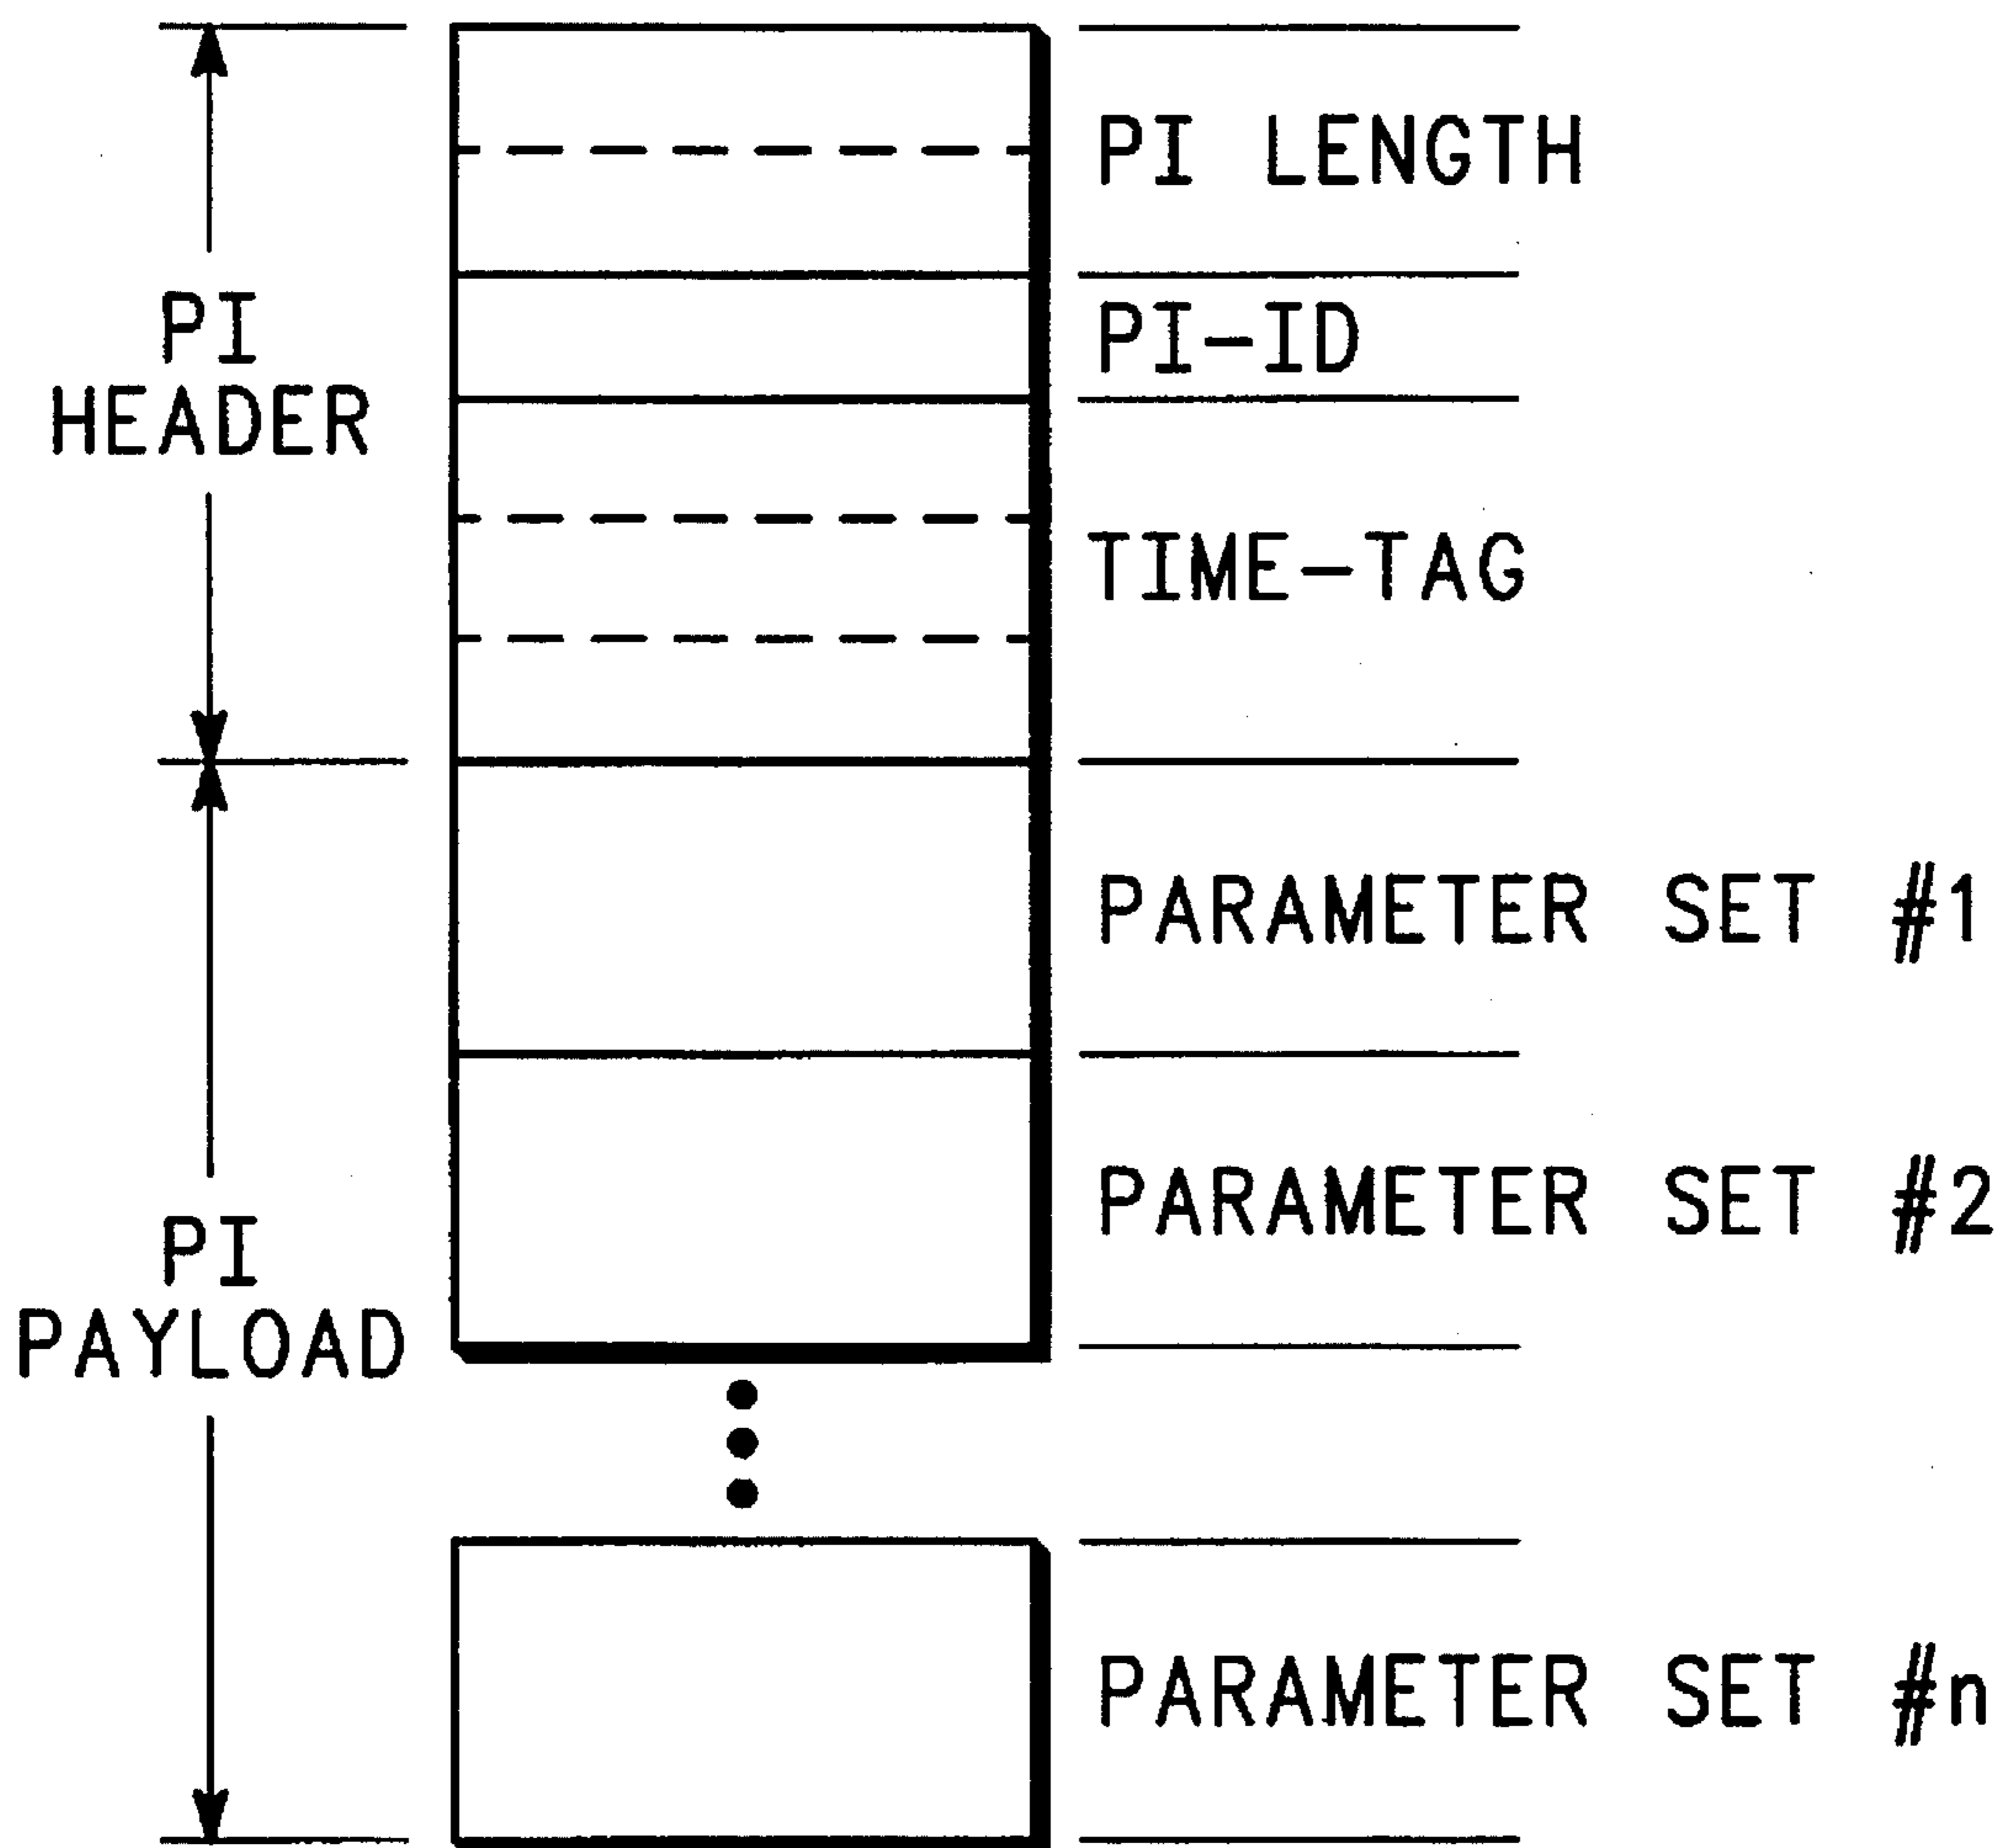 PI LENGTH
PI-ID
PI
HEADER
TIME-TAG
PARAMETER SET #1
PARAMETER SET #2
PI
PAYLOAD
PARAMETER SET #n